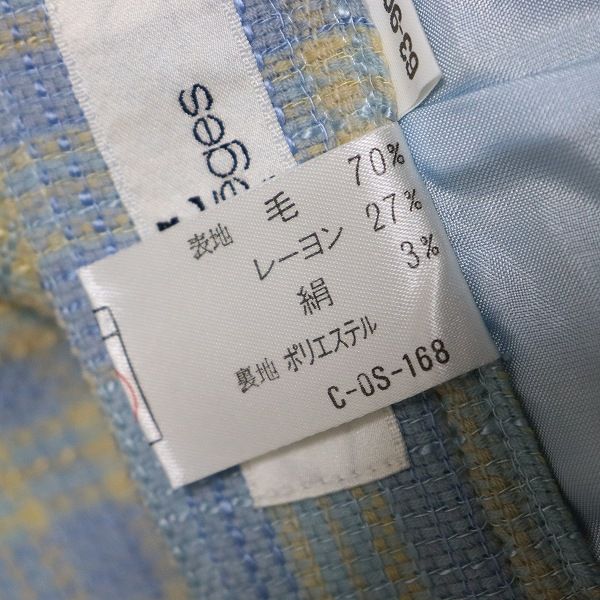 表地 毛 70%
レーヨン 27%
絹 3%
裏地 ポリエステル
C-OS-168